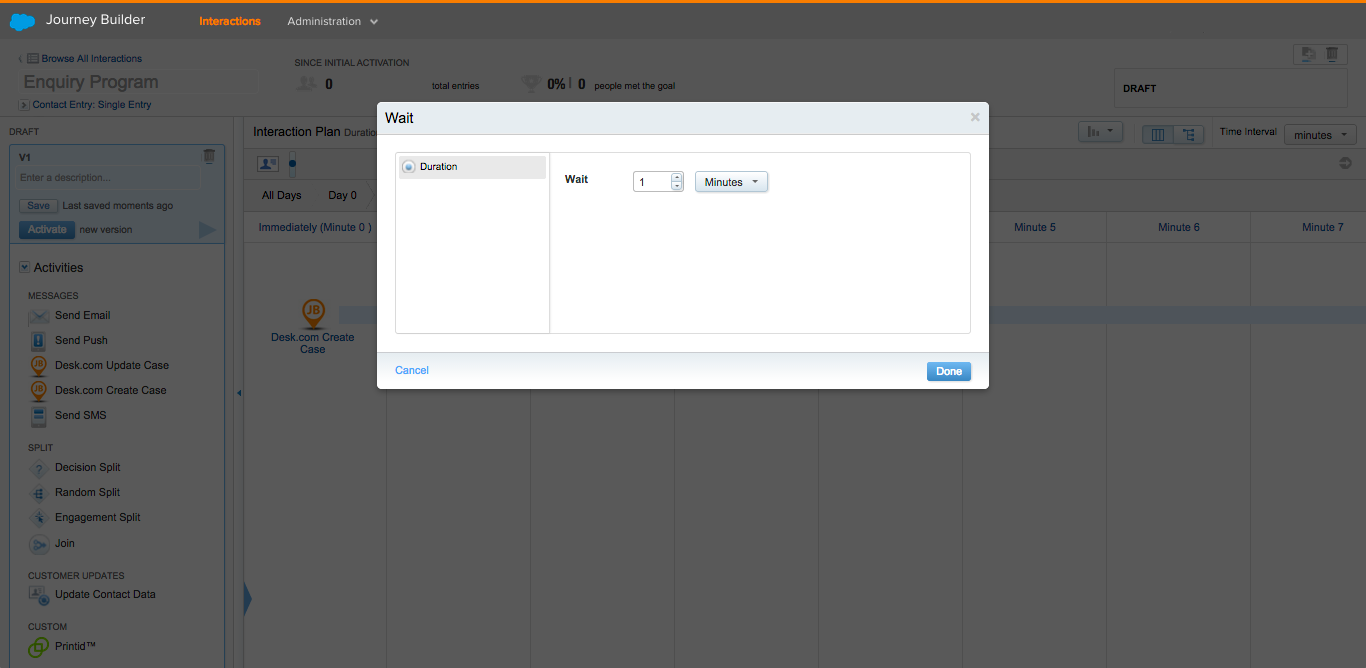 Journey Builder
Interactions
Administration
Browse All Interactions
Enquiry Program
Contact Entry: Single Entry
SINCE INITIAL ACTIVATION
0 total entries
0% | 0 people met the goal
DRAFT
DRAFT
V1
Enter a description...
Save Last saved moments ago
Activate new version
Activities
MESSAGES
Send Email
Send Push
JB Desk.com Update Case
JB Desk.com Create Case
Send SMS
SPLIT
Decision Split
Random Split
Engagement Split
Join
CUSTOMER UPDATES
Update Contact Data
CUSTOM
Printid™
Interaction Plan
Time Interval minutes
All Days Day 0
Immediately (Minute 0 )
Minute 5 Minute 6 Minute 7
JB
Desk.com Create
Case
Wait
Duration
Wait 1 Minutes
Cancel
Done